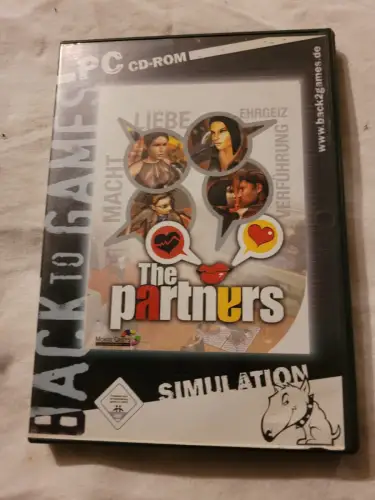 PC CD-ROM
www.back2games.de
BACK TO GAMES
LIEBE
EHRGEIZ
MACHT
VERFÜHRUNG
The
partners
SIMULATION